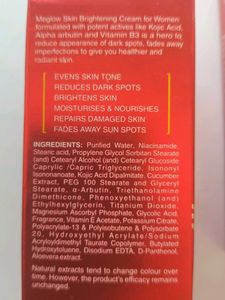 Meglow Skin Brightening Cream for Women
formulated with potent actives like Kojic Acid,
Alpha arbutin and Vitamin B3 is a hero to
reduce appearance of dark spots, fade away
imperfections to give you healthier and
radiant skin.
EVENS SKIN TONE
REDUCES DARK SPOTS
BRIGHTENS SKIN
MOISTURISES & NOURISHES
REPAIRS DAMAGED SKIN
FADES AWAY SUN SPOTS
INGREDIENTS: Purified Water, Niacinamide,
Stearic acid, Propylene Glycol Sorbitan Stearate
(and) Cetearyl Alcohol (and) Cetearyl Glucoside
Caprylic /Capric Triglyceride, Isononyl
Isononanoate, Kojic Acid Dipalmitate, Cucumber
Extract, PEG 100 Stearate and Glyceryl
Stearate, α-Arbutin, Triethanolamine
Dimethicone, Phenoxyethanol (and)
Ethylhexylglycerin, Titanium Dioxide,
Magnesium Ascorbyl Phosphate, Glycolic Acid,
Fragrance, Vitamin E Acetate, Potassium Citrate,
Polyacrylate-13 & Polyisobutene & Polysorbate
20, Hydroxyethyl Acrylate/Sodium
Acryloyldimethyl Taurate Copolymer, Butylated
Hydroxytoluene, Disodium EDTA, D-Panthenol,
Aloevera extract.
Natural extracts tend to change colour over
time. However, the product's efficacy remains
unchanged.